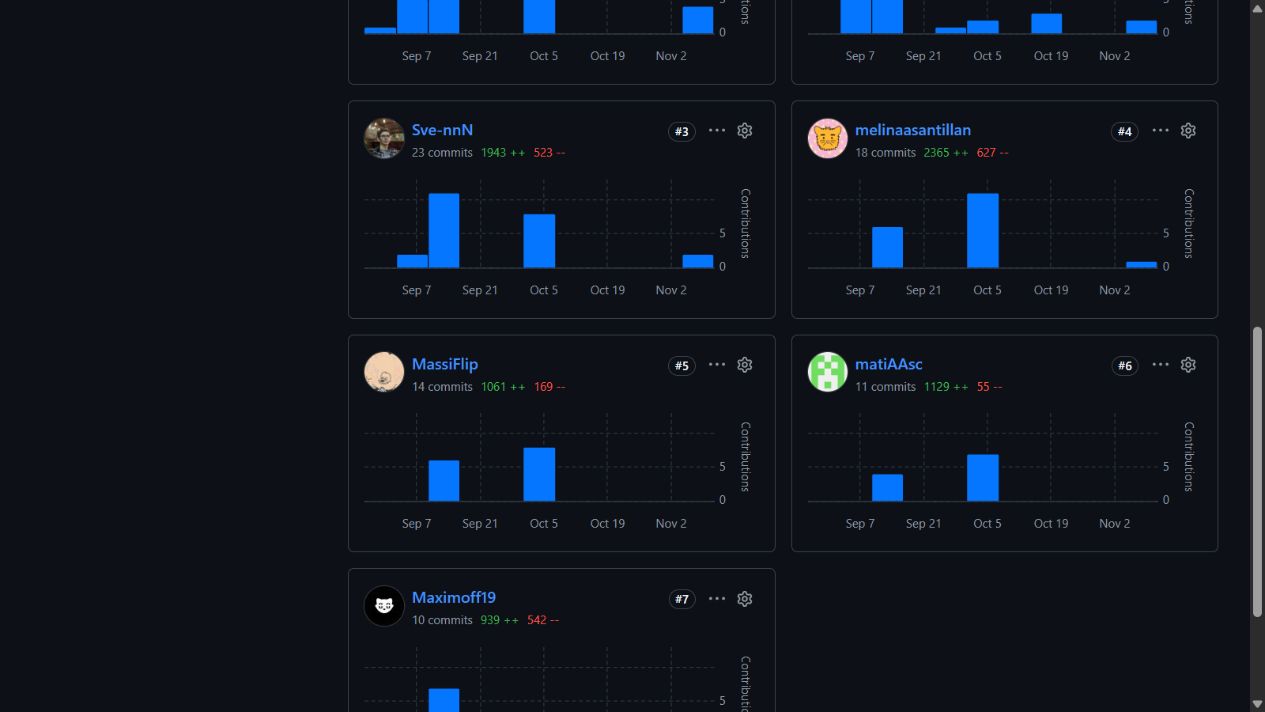 0
Sep 7 Sep 21 Oct 5 Oct 19 Nov 2
0
Sep 7 Sep 21 Oct 5 Oct 19 Nov 2
Sve-nnN #3
23 commits 1943 ++ 523 --
Contributions
5
0
Sep 7 Sep 21 Oct 5 Oct 19 Nov 2
melinaasantillan #4
18 commits 2365 ++ 627 --
Contributions
5
0
Sep 7 Sep 21 Oct 5 Oct 19 Nov 2
MassiFlip #5
14 commits 1061 ++ 169 --
Contributions
5
0
Sep 7 Sep 21 Oct 5 Oct 19 Nov 2
matiAAsc #6
11 commits 1129 ++ 55 --
Contributions
5
0
Sep 7 Sep 21 Oct 5 Oct 19 Nov 2
Maximoff19 #7
10 commits 939 ++ 542 --
5